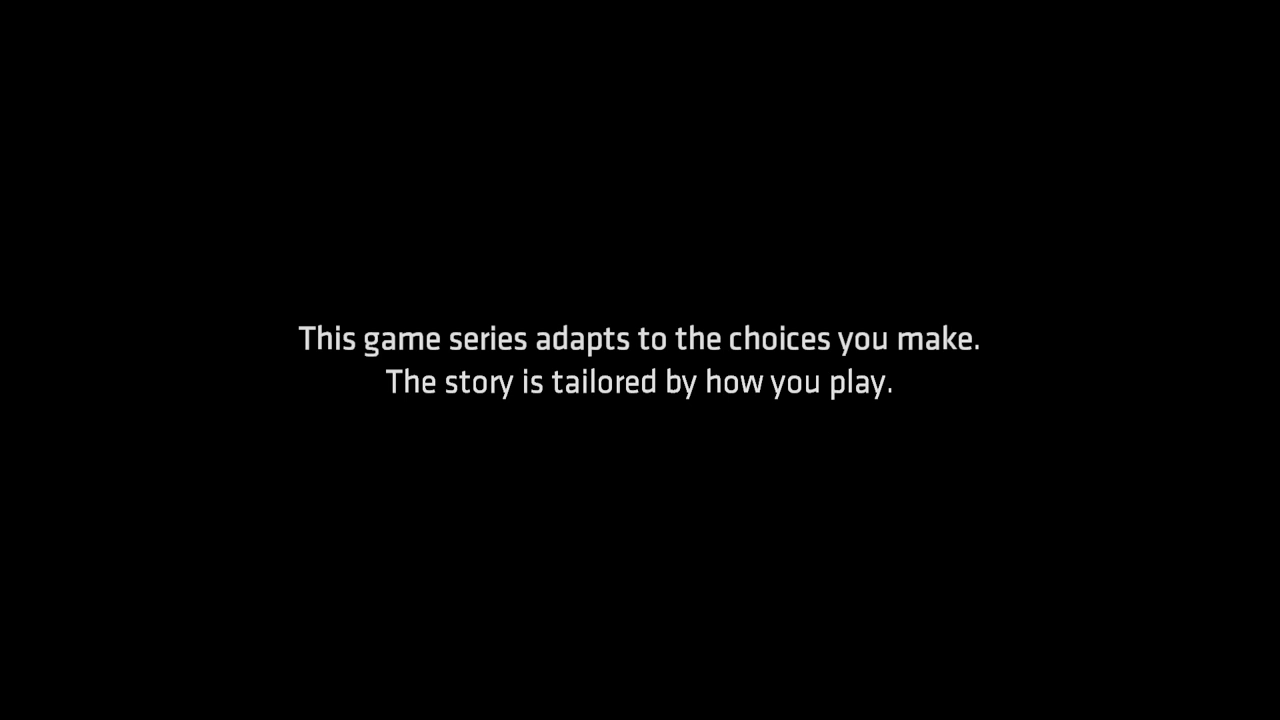 This game series adapts to the choices you make.
The story is tailored by how you play.